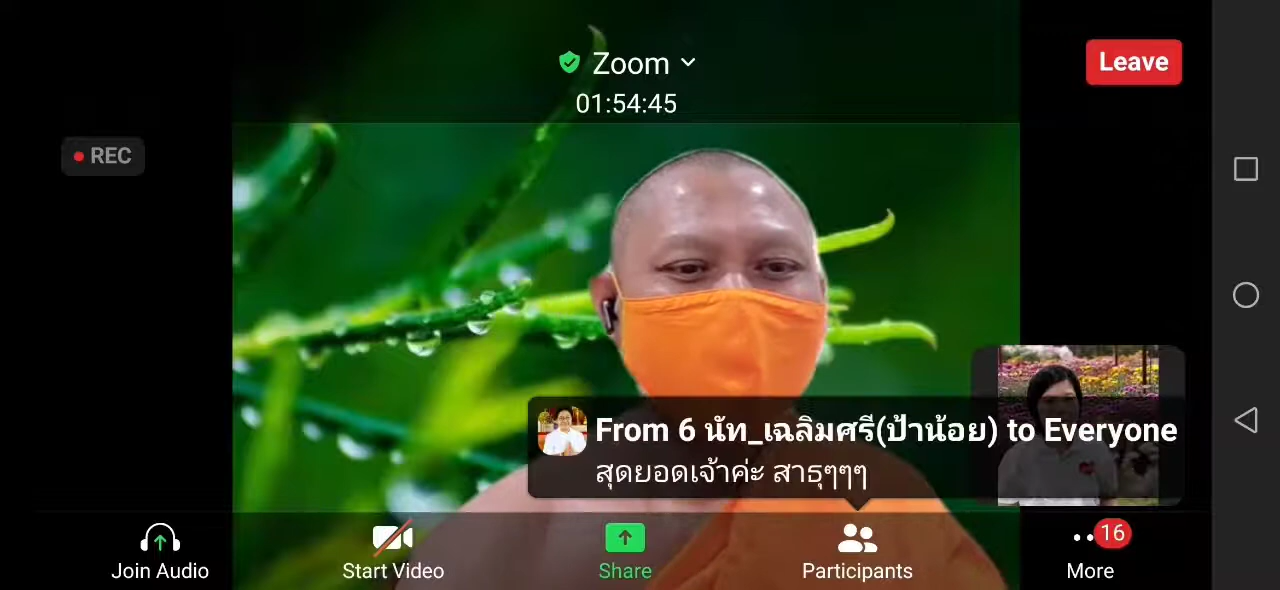 Zoom
Leave
01:54:45
REC
From 6 นัท_เฉลิมศรี(ป้าน้อย) to Everyone
สุดยอดเจ้าค่ะ สาธุๆๆๆ
16
Join Audio
Start Video
Share
Participants
More